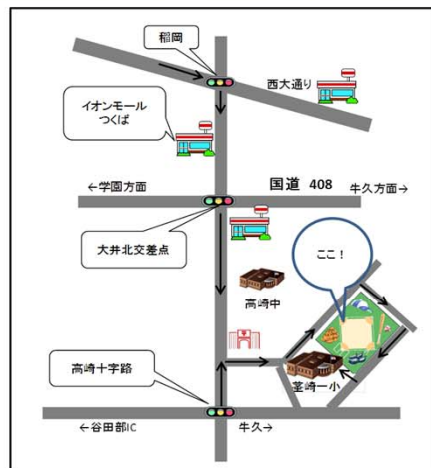 稲岡
西大通り
イオンモール
つくば
←学園方面
国道 408
牛久方面→
大井北交差点
ここ！
高崎中
高崎十字路
茎崎一小
←谷田部IC
牛久→